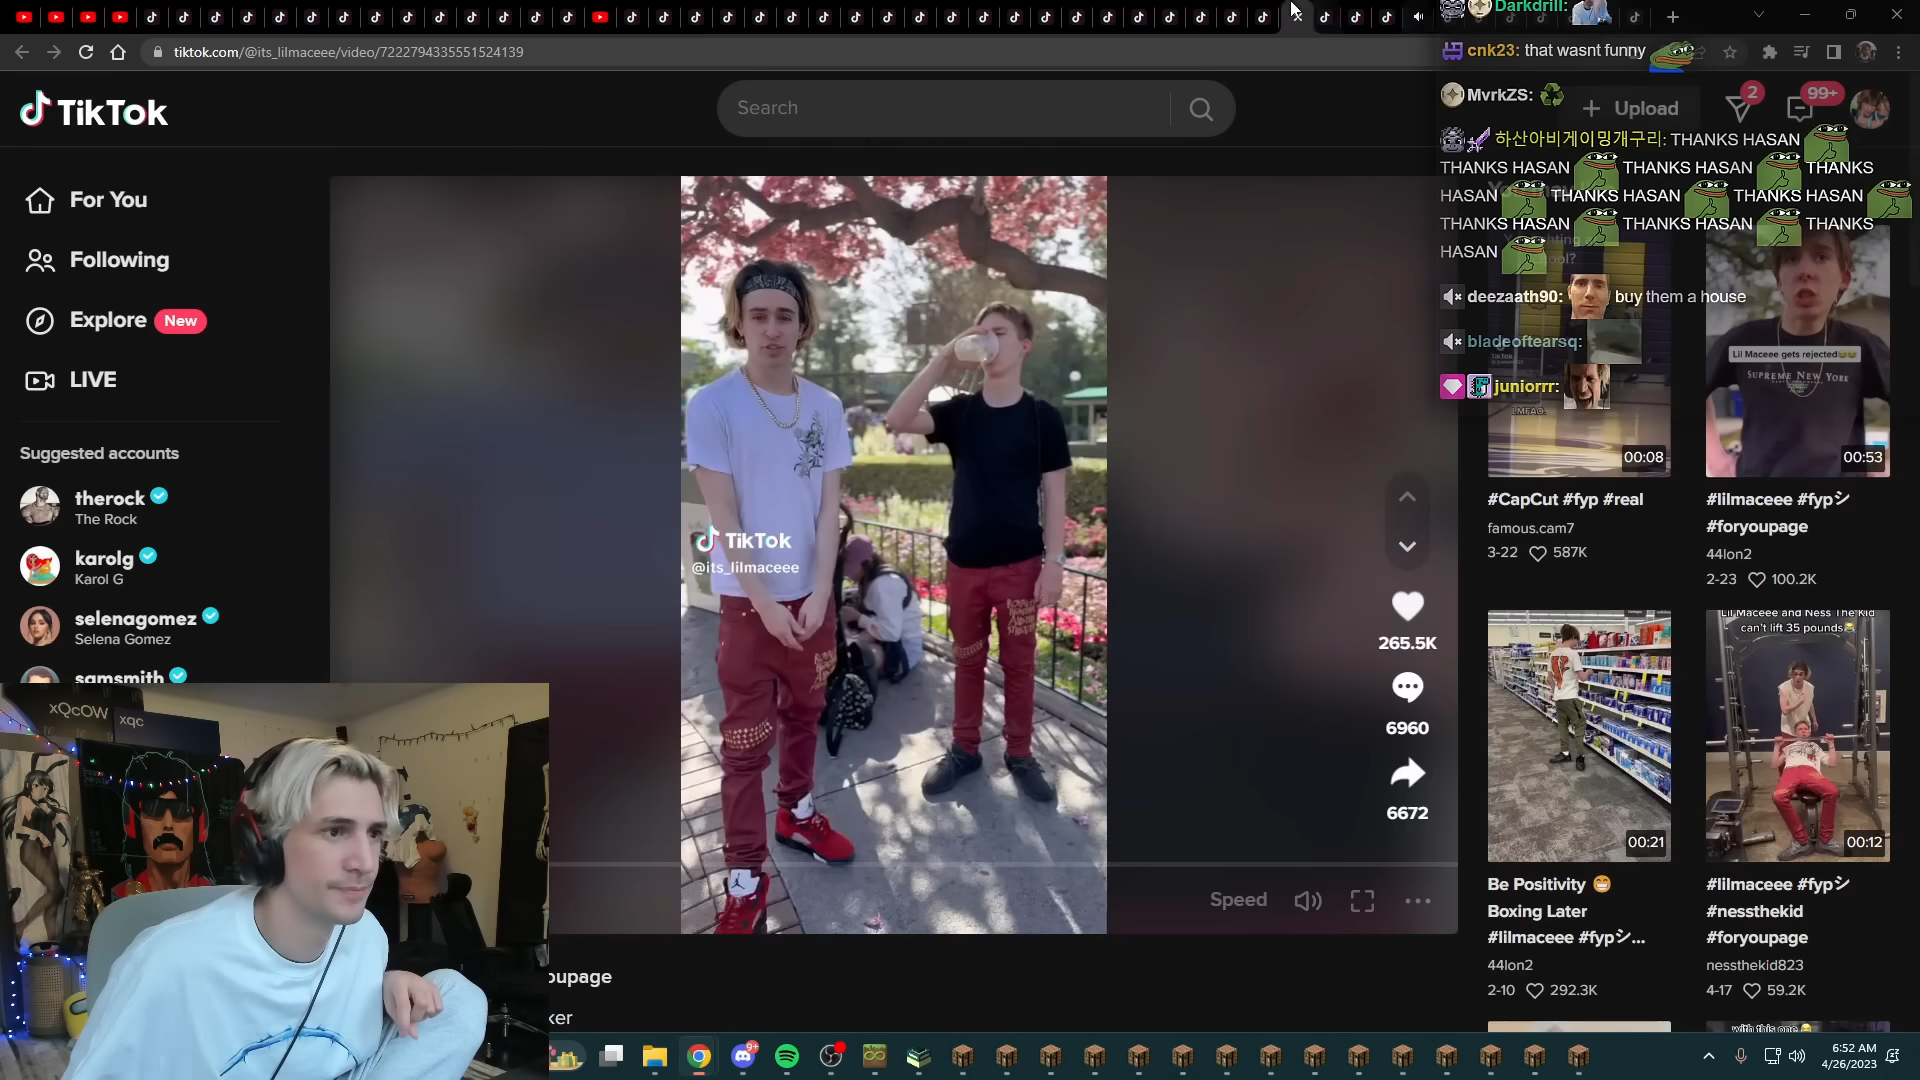 tiktok.com/@its_lilmaceee/video/7222794335551524139
TikTok
Search
Upload
2
99+
For You
Following
Explore New
LIVE
Suggested accounts
therock
The Rock
karolg
Karol G
selenagomez
Selena Gomez
samsmith
xQcOW
xqc
TikTok
@its_lilmaceee
265.5K
6960
6672
Speed
oupage
ker
Darkdrill:
cnk23: that wasnt funny
MvrkZS:
하산아비게이밍개구리: THANKS HASAN
THANKS HASAN THANKS HASAN THANKS
HASAN THANKS HASAN THANKS HASAN
THANKS HASAN THANKS HASAN THANKS
HASAN
deezaath90: buy them a house
bladeoftearsq:
juniorrr:
LMFAO.
00:08
#CapCut #fyp #real
famous.cam7
3-22 587K
Lil Maceee gets rejected😂😂
SUPREME NEW YORK
00:53
#lilmaceee #fypシ
#foryoupage
44lon2
2-23 100.2K
00:21
Be Positivity 😁
Boxing Later
#lilmaceee #fypシ...
44lon2
2-10 292.3K
Lil Maceee and Ness The Kid
can't lift 35 pounds😂
00:12
#lilmaceee #fypシ
#nessthekid
#foryoupage
nessthekid823
4-17 59.2K
with this one
9+
6:52 AM
4/26/2023